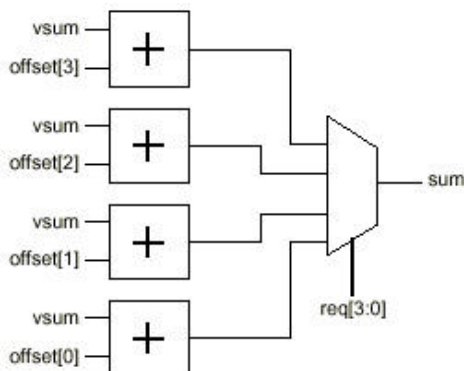 vsum
offset[3]
+
vsum
offset[2]
+
vsum
offset[1]
+
vsum
offset[0]
+
sum
req[3:0]